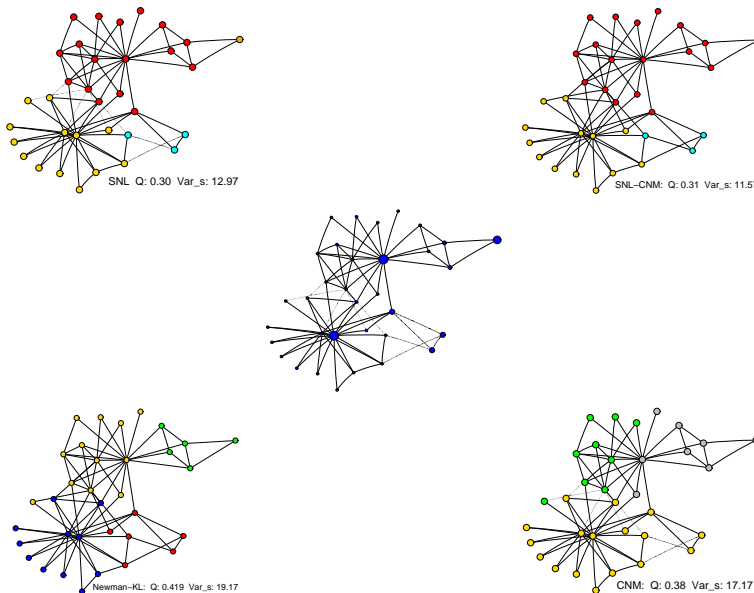 SNL Q: 0.30 Var_s: 12.97
SNL-CNM: Q: 0.31 Var_s: 11.57
Newman-KL: Q: 0.419 Var_s: 19.17
CNM: Q: 0.38 Var_s: 17.17